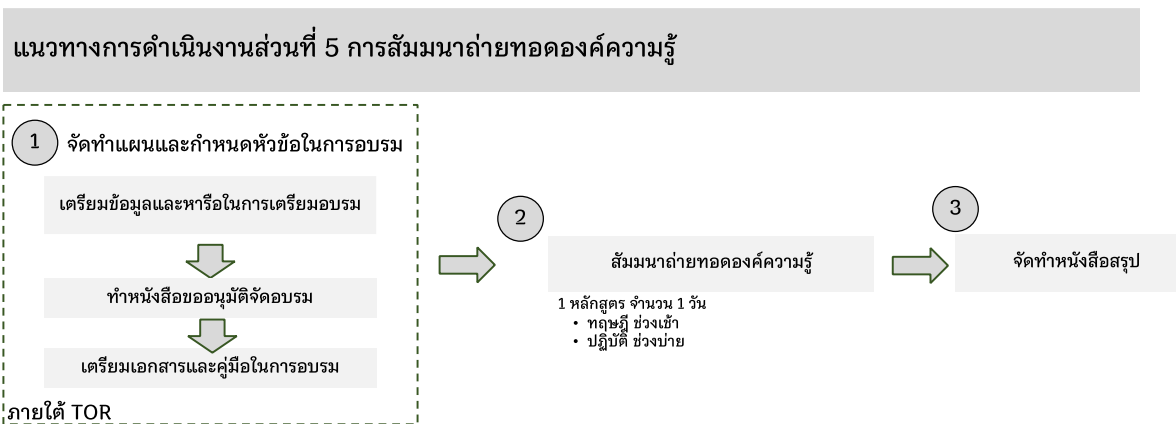 แนวทางการดำเนินงานส่วนที่ 5 การสัมมนาถ่ายทอดองค์ความรู้
1 จัดทำแผนและกำหนดหัวข้อในการอบรม
เตรียมข้อมูลและหารือในการเตรียมอบรม
ทำหนังสือขออนุมัติจัดอบรม
เตรียมเอกสารและคู่มือในการอบรม
ภายใต้ TOR
2
สัมมนาถ่ายทอดองค์ความรู้
1 หลักสูตร จำนวน 1 วัน
• ทฤษฎี ช่วงเช้า
• ปฏิบัติ ช่วงบ่าย
3
จัดทำหนังสือสรุป